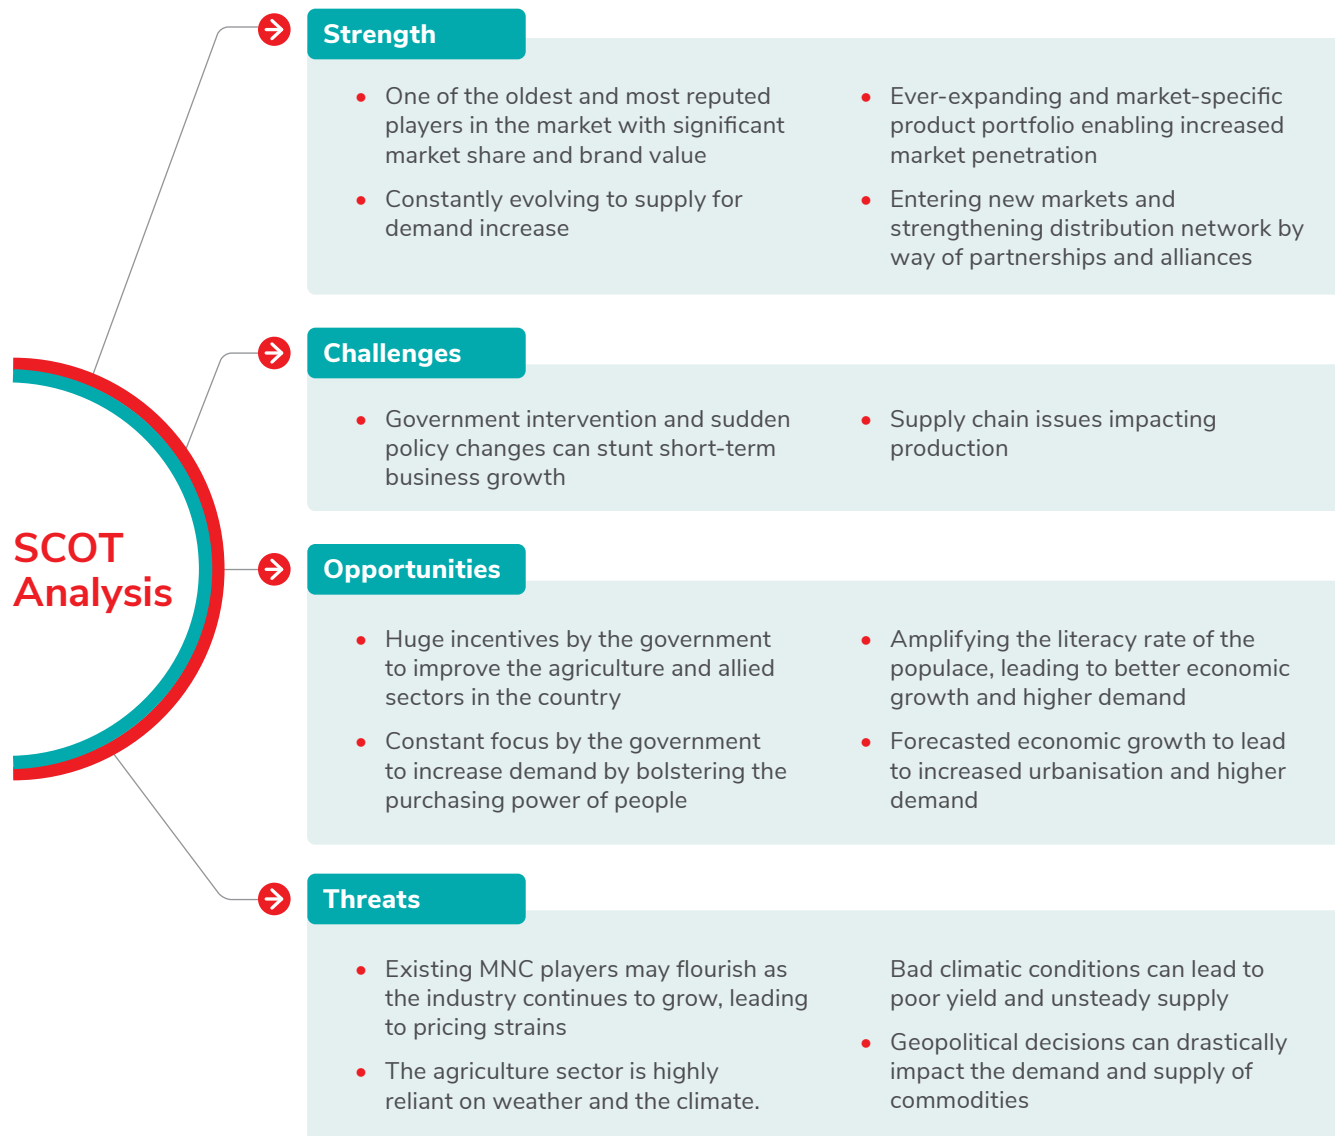 SCOT
Analysis
Strength
• One of the oldest and most reputed
players in the market with significant
market share and brand value
• Constantly evolving to supply for
demand increase
• Ever-expanding and market-specific
product portfolio enabling increased
market penetration
• Entering new markets and
strengthening distribution network by
way of partnerships and alliances
Challenges
• Government intervention and sudden
policy changes can stunt short-term
business growth
• Supply chain issues impacting
production
Opportunities
• Huge incentives by the government
to improve the agriculture and allied
sectors in the country
• Constant focus by the government
to increase demand by bolstering the
purchasing power of people
• Amplifying the literacy rate of the
populace, leading to better economic
growth and higher demand
• Forecasted economic growth to lead
to increased urbanisation and higher
demand
Threats
• Existing MNC players may flourish as
the industry continues to grow, leading
to pricing strains
• The agriculture sector is highly
reliant on weather and the climate.
Bad climatic conditions can lead to
poor yield and unsteady supply
• Geopolitical decisions can drastically
impact the demand and supply of
commodities